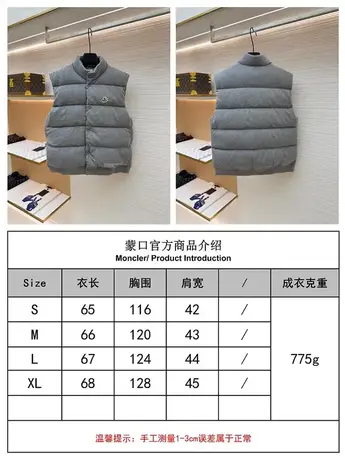 蒙口官方商品介绍
Moncler/ Product Introduction
Size 衣长 胸围 肩宽 / 成衣克重
S 65 116 42 /
M 66 120 43 /
L 67 124 44 / 775g
XL 68 128 45 /
/
温馨提示：手工测量1-3cm误差属于正常